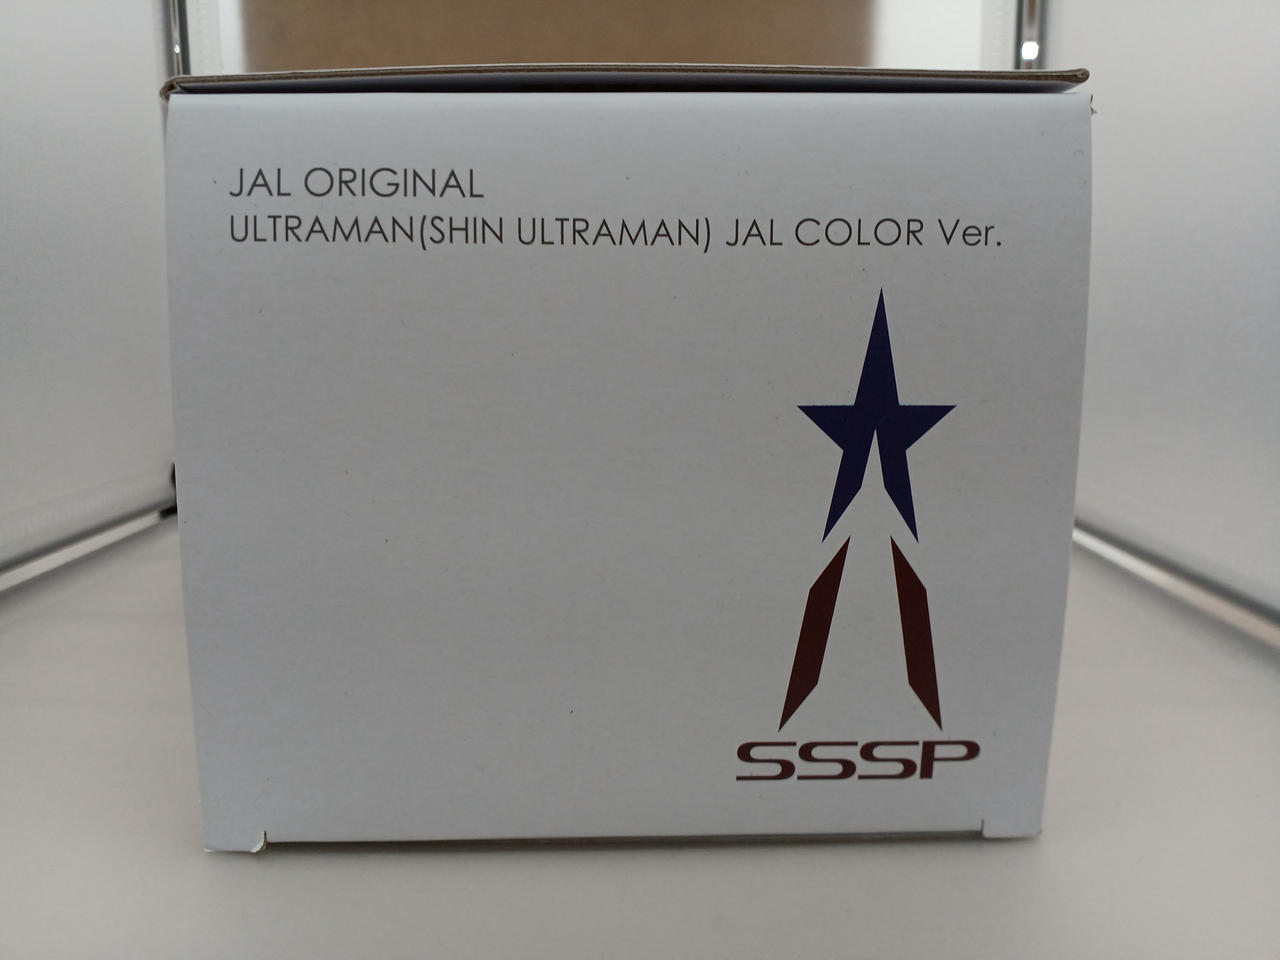 JAL ORIGINAL
ULTRAMAN(SHIN ULTRAMAN) JAL COLOR Ver.
SSSP